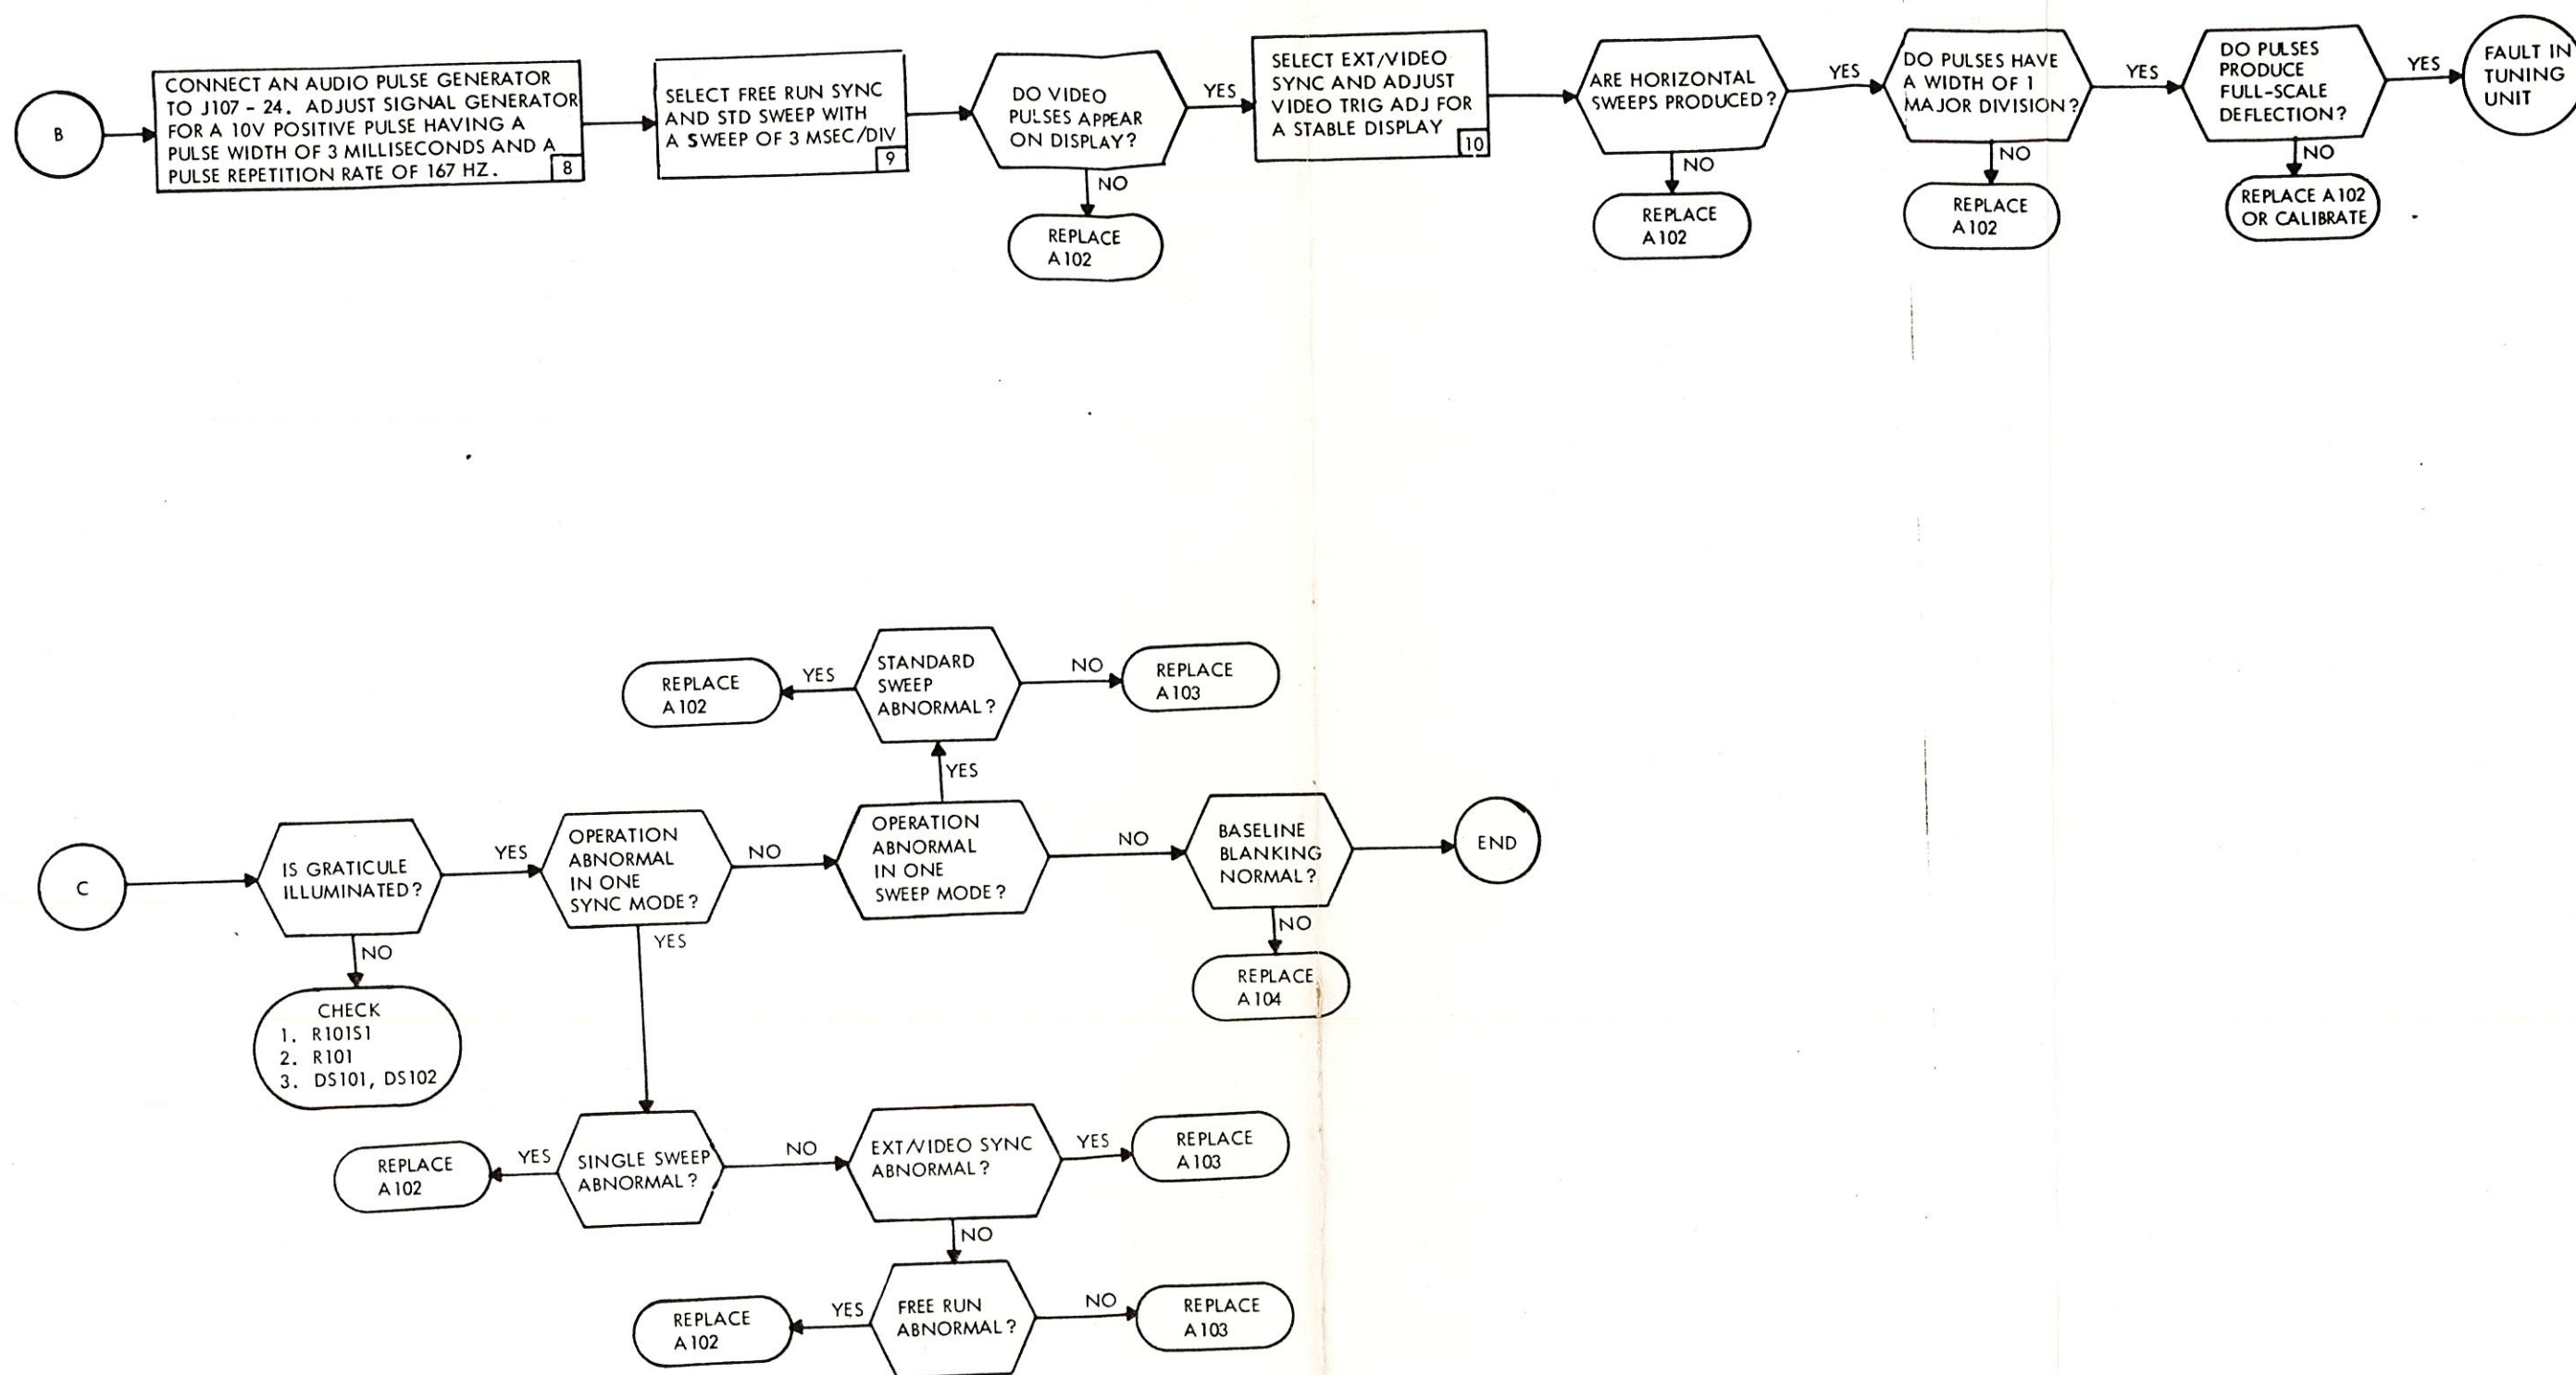 B
CONNECT AN AUDIO PULSE GENERATOR
TO J107 - 24. ADJUST SIGNAL GENERATOR
FOR A 10V POSITIVE PULSE HAVING A
PULSE WIDTH OF 3 MILLISECONDS AND A
PULSE REPETITION RATE OF 167 HZ.
8
SELECT FREE RUN SYNC
AND STD SWEEP WITH
A SWEEP OF 3 MSEC/DIV
9
DO VIDEO
PULSES APPEAR
ON DISPLAY?
YES
NO
REPLACE
A102
SELECT EXT/VIDEO
SYNC AND ADJUST
VIDEO TRIG ADJ FOR
A STABLE DISPLAY
10
ARE HORIZONTAL
SWEEPS PRODUCED?
YES
NO
REPLACE
A102
DO PULSES HAVE
A WIDTH OF 1
MAJOR DIVISION?
YES
NO
REPLACE
A102
DO PULSES
PRODUCE
FULL-SCALE
DEFLECTION?
YES
NO
REPLACE A102
OR CALIBRATE
FAULT IN
TUNING
UNIT
REPLACE
A102
YES
STANDARD
SWEEP
ABNORMAL?
NO
REPLACE
A103
YES
C
IS GRATICULE
ILLUMINATED?
YES
NO
CHECK
1. R101S1
2. R101
3. DS101, DS102
OPERATION
ABNORMAL
IN ONE
SYNC MODE?
NO
YES
OPERATION
ABNORMAL
IN ONE
SWEEP MODE?
NO
BASELINE
BLANKING
NORMAL?
NO
REPLACE
A104
END
REPLACE
A102
YES
SINGLE SWEEP
ABNORMAL?
NO
EXT/VIDEO SYNC
ABNORMAL?
YES
REPLACE
A103
NO
REPLACE
A102
YES
FREE RUN
ABNORMAL?
NO
REPLACE
A103